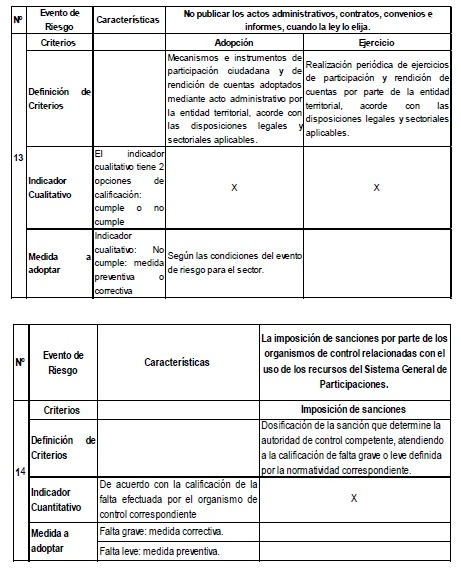 Nº
Evento de
Riesgo
Características
No publicar los actos administrativos, contratos, convenios e
informes, cuando la ley lo elija.
Criterios
Adopción
Ejercicio
13
Definición de
Criterios
Mecanismos e instrumentos de
participación ciudadana y de
rendición de cuentas adoptados
mediante acto administrativo por
la entidad territorial, acorde con
las disposiciones legales y
sectoriales aplicables.
Realización periódica de ejercicios
de participación y rendición de
cuentas por parte de la entidad
territorial, acorde con las
disposiciones legales y sectoriales
aplicables.
Indicador
Cualitativo
El indicador
cualitativo tiene 2
opciones de
calificación:
cumple o no
cumple
X
X
Medida a
adoptar
Indicador
cualitativo: No
cumple: medida
preventiva o
correctiva
Según las condiciones del evento
de riesgo para el sector.
Nº
Evento de
Riesgo
Características
La imposición de sanciones por parte de los
organismos de control relacionadas con el
uso de los recursos del Sistema General de
Participaciones.
14
Criterios
Imposición de sanciones
Definición de
Criterios
Dosificación de la sanción que determine la
autoridad de control competente, atendiendo
a la calificación de falta grave o leve definida
por la normatividad correspondiente.
Indicador
Cuantitativo
De acuerdo con la calificación de la
falta efectuada por el organismo de
control correspondiente
X
Medida a
adoptar
Falta grave: medida correctiva.
Falta leve: medida preventiva.